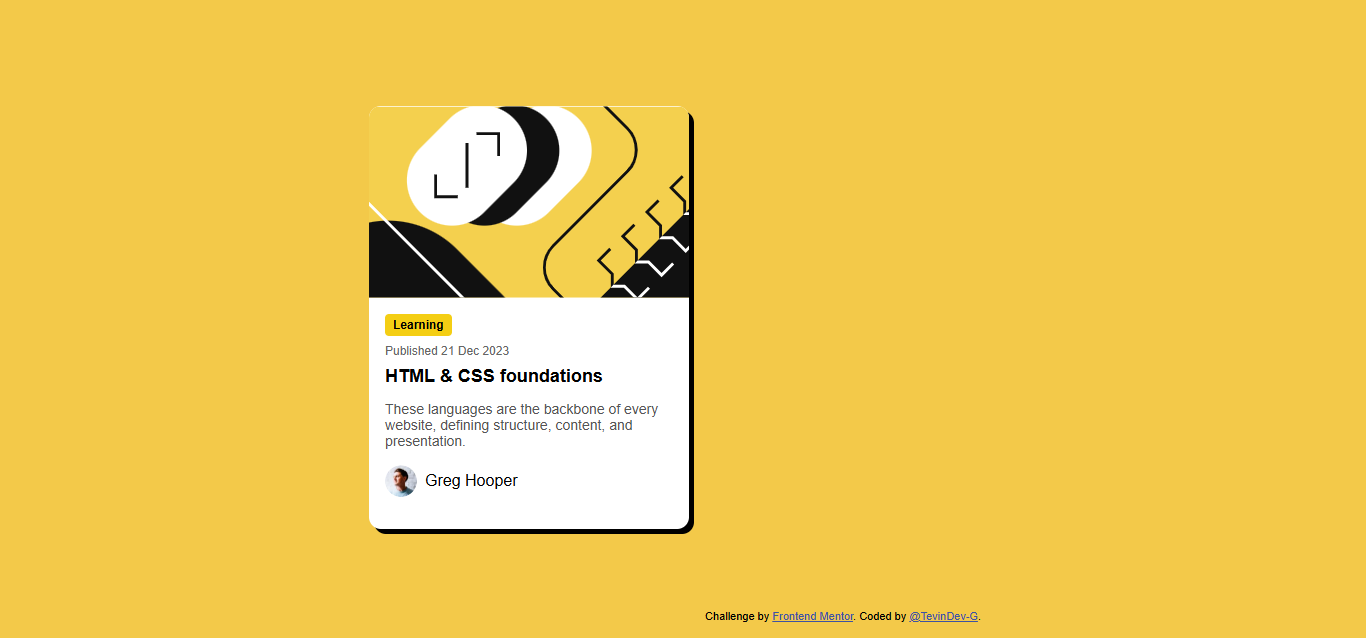 Learning
Published 21 Dec 2023
HTML & CSS foundations
These languages are the backbone of every
website, defining structure, content, and
presentation.
Greg Hooper
Challenge by Frontend Mentor. Coded by @TevinDev-G.